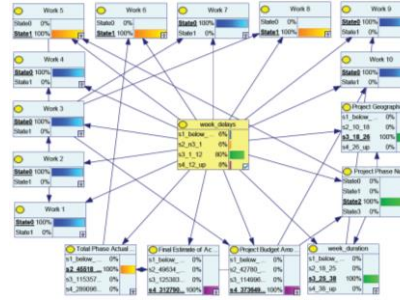 Work 5
State0 0%
State1 100%
Work 6
State0 0%
State1 100%
Work 7
State0 100%
State1 0%
Work 8
State0 0%
State1 100%
Work 9
State0 100%
State1 0%
Work 4
State0 100%
State1 0%
Work 10
State0 100%
State1 0%
Work 3
State0 100%
State1 0%
week_delays
s1_below_... 6%
s2_n3_1 6%
s3_1_12 80%
s4_12_up 8%
Project Geograph
s1_below_... 0%
s2_10_18 0%
s3_18_26 100%
s4_26_up 0%
Work 2
State0 100%
State1 0%
Project Phase Na
State0 0%
State1 0%
State2 100%
State3 0%
Work 1
State0 100%
State1 0%
Total Phase Actual
s1_below_... 0%
s2_46518... 100%
s3_115357... 0%
s4_280096... 0%
Final Estimate of Ac
s1_below_... 0%
s2_49634... 0%
s3_125383... 0%
s4_312790... 100%
Project Budget Amo
s1_below_... 0%
s2_42780... 0%
s3_114996... 0%
s4_373649... 100%
week_duration
s1_below_... 0%
s2_18_25 0%
s3_25_38 100%
s4_38_up 0%